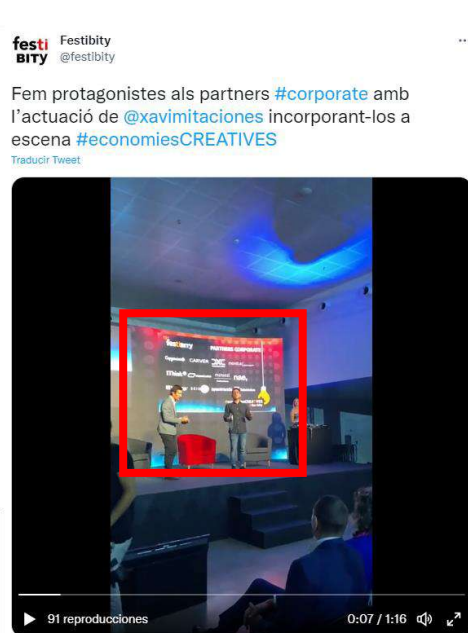 festi
BITY
Festibity
@festibity
Fem protagonistes als partners #corporate amb
l'actuació de @xavimitaciones incorporant-los a
escena #economiesCREATIVES
Traducir Tweet
festibity
PARTNERS CORPORATE
CARVER
91 reproducciones
0:07 / 1:16